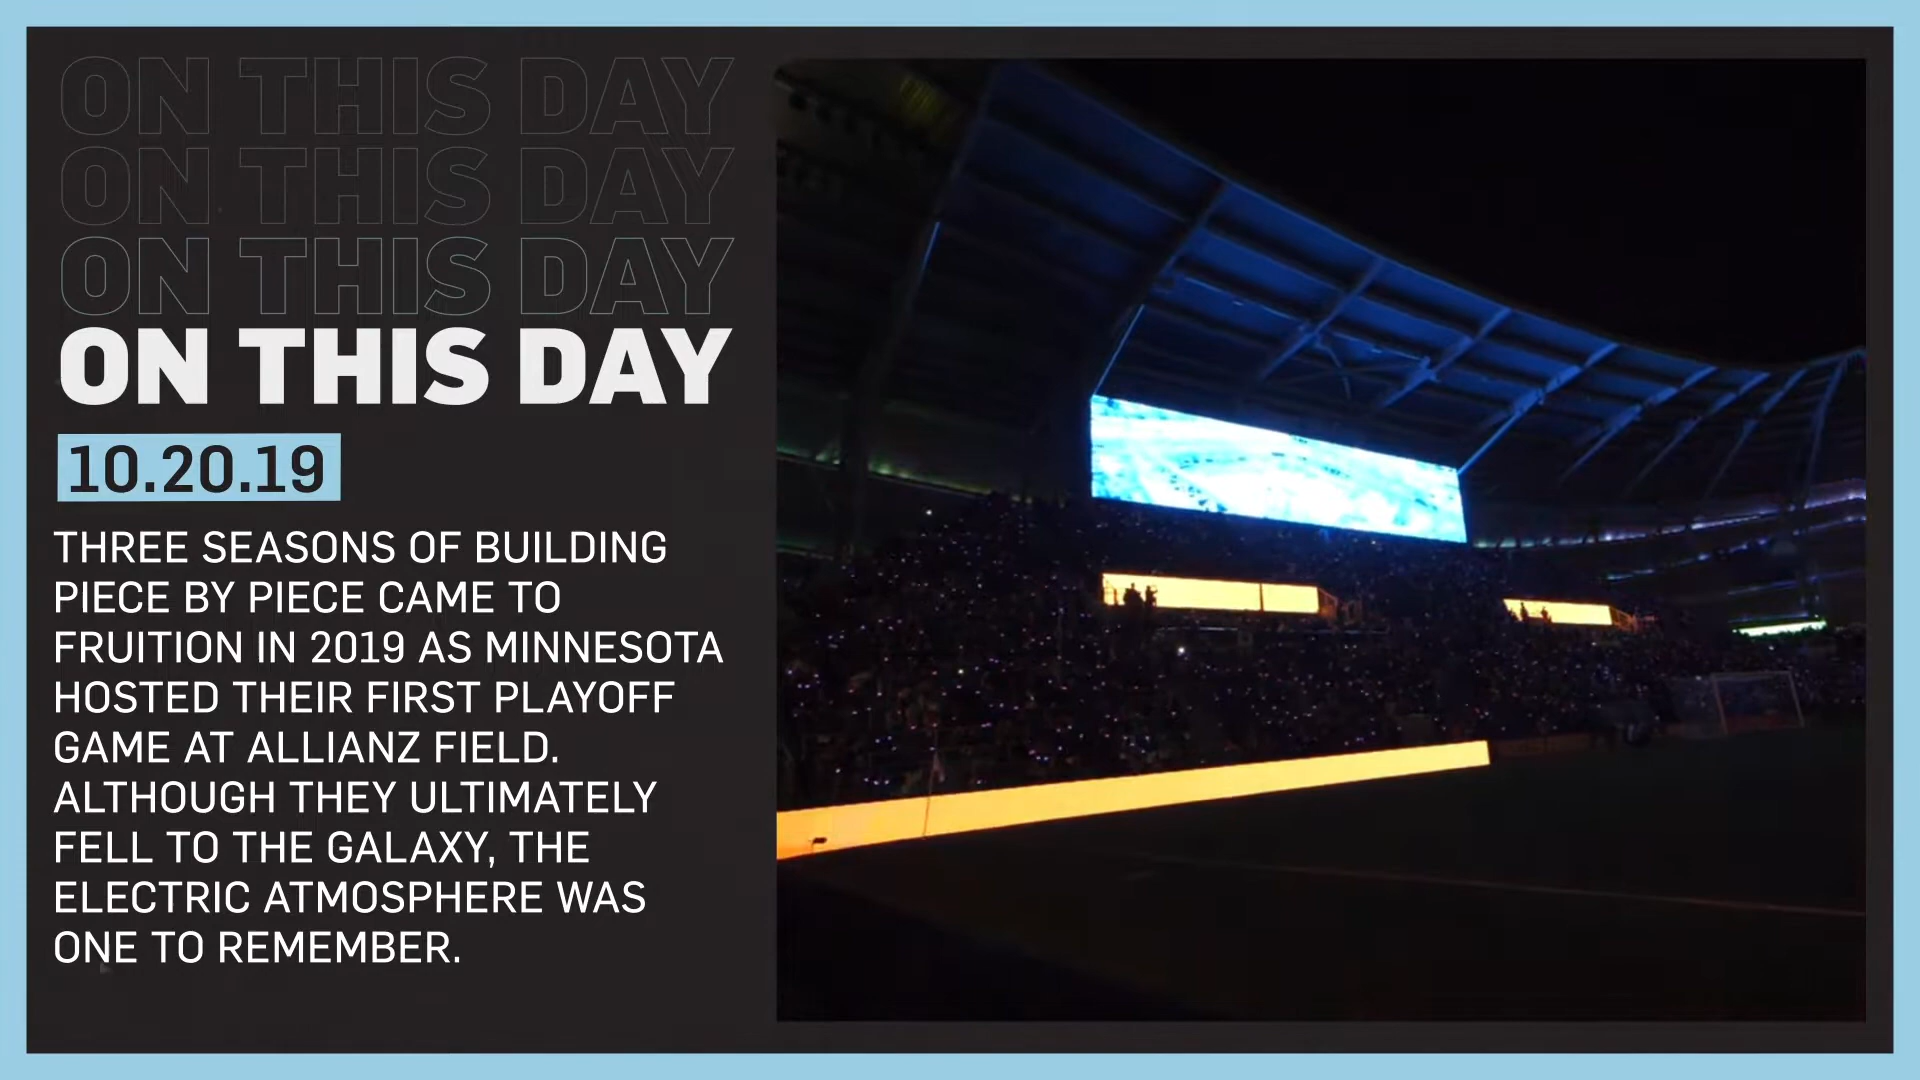 ON THIS DAY
ON THIS DAY
ON THIS DAY
ON THIS DAY
10.20.19
THREE SEASONS OF BUILDING
PIECE BY PIECE CAME TO
FRUITION IN 2019 AS MINNESOTA
HOSTED THEIR FIRST PLAYOFF
GAME AT ALLIANZ FIELD.
ALTHOUGH THEY ULTIMATELY
FELL TO THE GALAXY, THE
ELECTRIC ATMOSPHERE WAS
ONE TO REMEMBER.